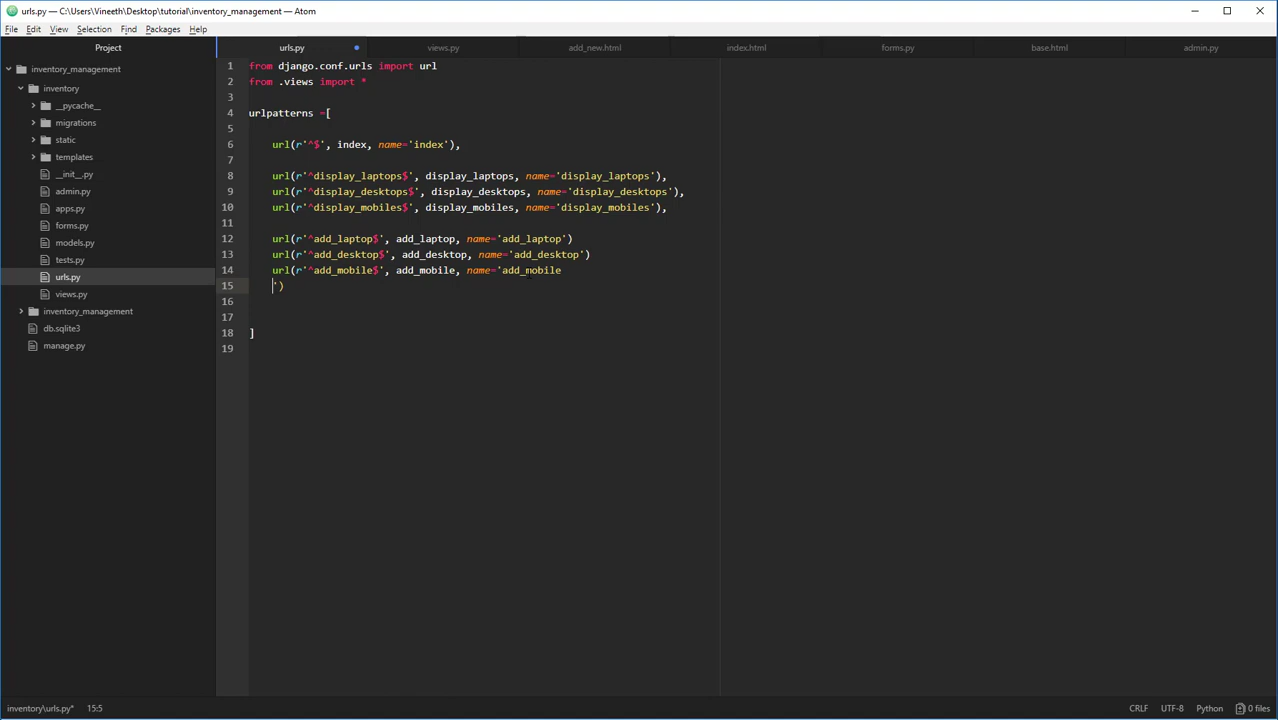 urls.py — C:\Users\Vineeth\Desktop\tutorial\inventory_management — Atom
File Edit View Selection Find Packages Help
Project
urls.py views.py add_new.html index.html forms.py base.html admin.py
inventory_management
inventory
__pycache__
migrations
static
templates
__init__.py
admin.py
apps.py
forms.py
models.py
tests.py
urls.py
views.py
inventory_management
db.sqlite3
manage.py
1 from django.conf.urls import url
2 from .views import *
3
4 urlpatterns =[
5
6 url(r'^$', index, name='index'),
7
8 url(r'^display_laptops$', display_laptops, name='display_laptops'),
9 url(r'^display_desktops$', display_desktops, name='display_desktops'),
10 url(r'^display_mobiles$', display_mobiles, name='display_mobiles'),
11
12 url(r'^add_laptop$', add_laptop, name='add_laptop')
13 url(r'^add_desktop$', add_desktop, name='add_desktop')
14 url(r'^add_mobile$', add_mobile, name='add_mobile
15 ')
16
17
18 ]
19
inventory\urls.py* 15:5 CRLF UTF-8 Python 0 files